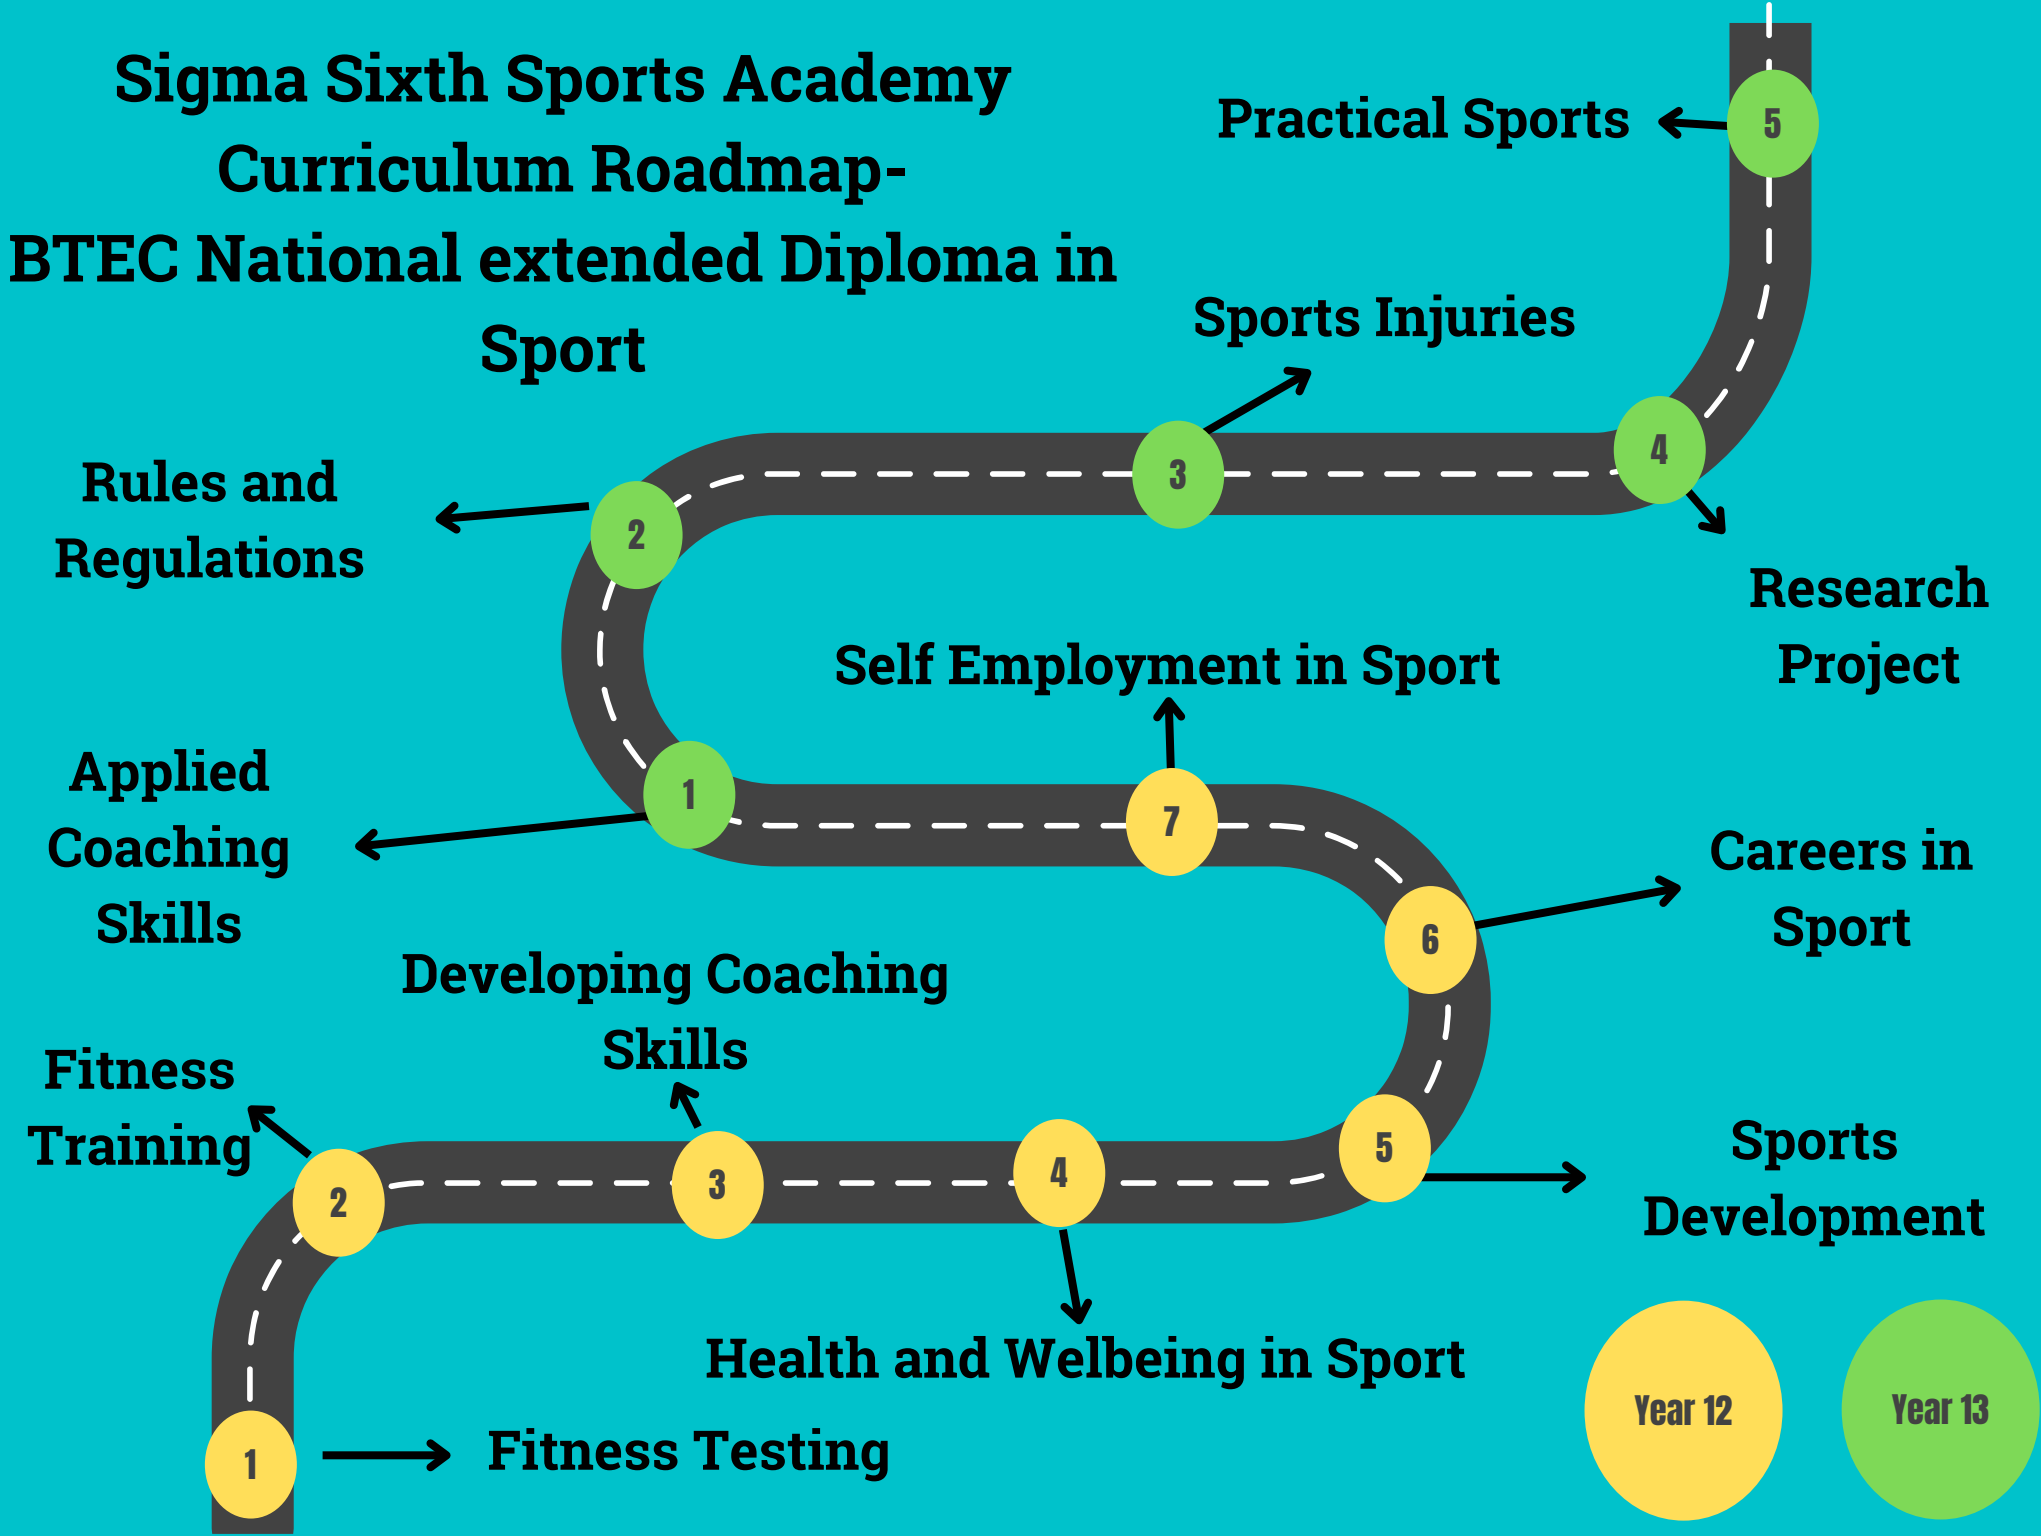 Sigma Sixth Sports Academy
Curriculum Roadmap-
BTEC National extended Diploma in
Sport
Practical Sports
5
Sports Injuries
4
3
Rules and
Regulations
2
Research
Project
Self Employment in Sport
Applied
Coaching
Skills
1
7
Careers in
Sport
6
Developing Coaching
Skills
Fitness
Training
2
3
4
5
Sports
Development
Health and Welbeing in Sport
1
Fitness Testing
Year 12
Year 13